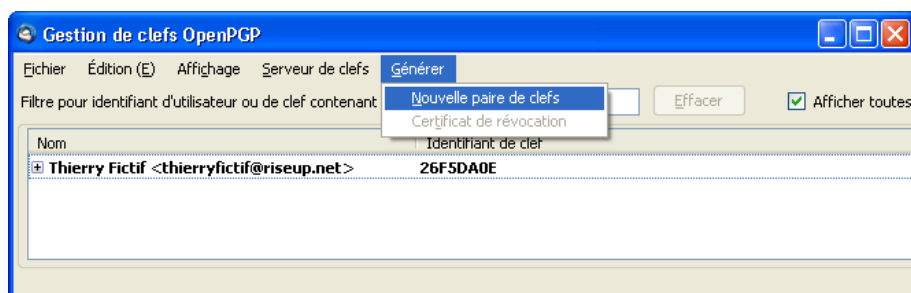 Gestion de clefs OpenPGP
Fichier Édition (E) Affichage Serveur de clefs Générer
Nouvelle paire de clefs
Certificat de révocation
Filtre pour identifiant d'utilisateur ou de clef contenant Effacer Afficher toutes
Nom Identifiant de clef
Thierry Fictif <thierryfictif@riseup.net> 26F5DA0E